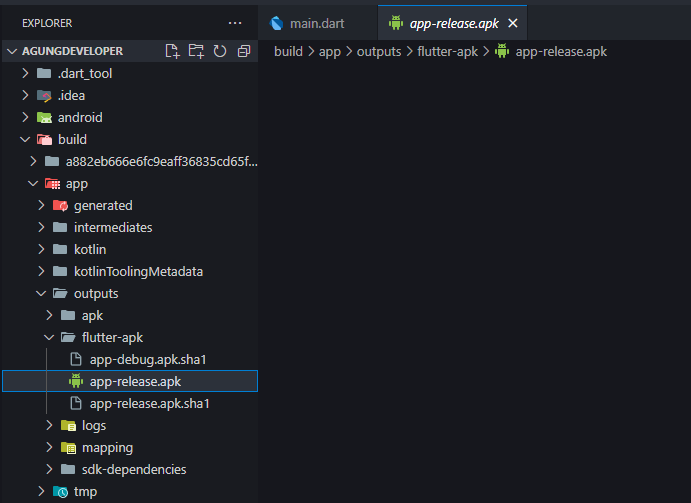 EXPLORER
AGUNGDEVELOPER
.dart_tool
.idea
android
build
a882eb666e6fc9eaff36835cd65f...
app
generated
intermediates
kotlin
kotlinToolingMetadata
outputs
apk
flutter-apk
app-debug.apk.sha1
app-release.apk
app-release.apk.sha1
logs
mapping
sdk-dependencies
tmp
main.dart
app-release.apk
build > app > outputs > flutter-apk > app-release.apk